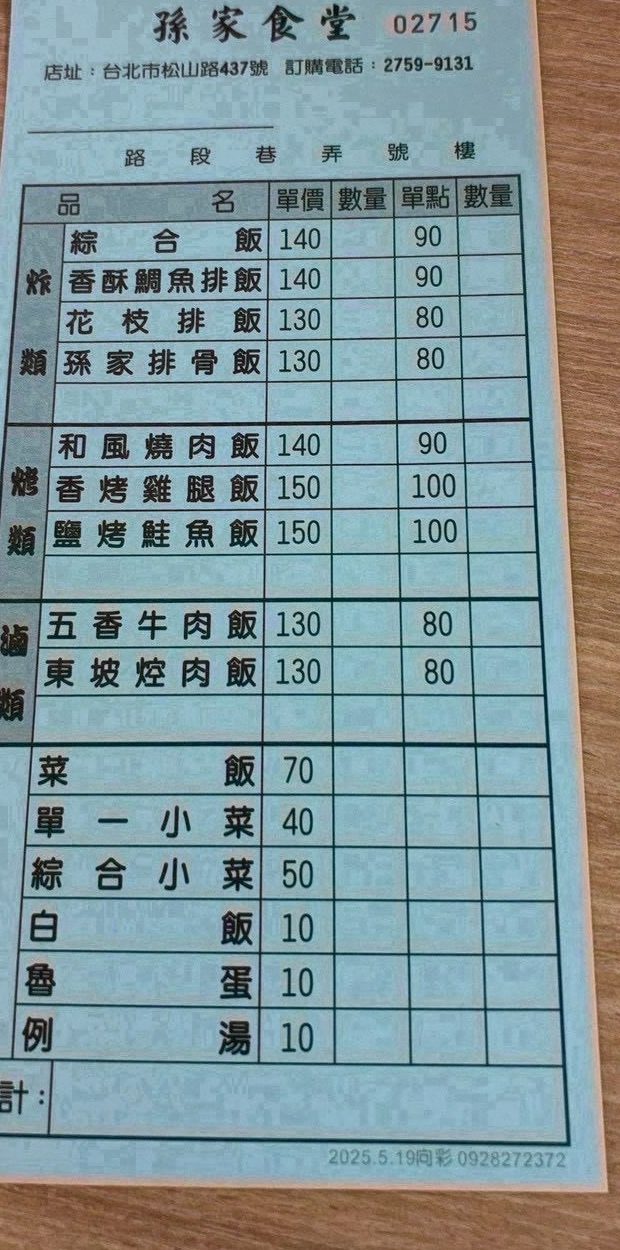 孫家食堂 02715
店址：台北市松山路437號 訂購電話：2759-9131
路 段 巷 弄 號 樓
品名 單價 數量 單點 數量
炸類
綜合飯 140 90
香酥鯛魚排飯 140 90
花枝排飯 130 80
孫家排骨飯 130 80
烤類
和風燒肉飯 140 90
香烤雞腿飯 150 100
鹽烤鮭魚飯 150 100
滷類
五香牛肉飯 130 80
東坡焢肉飯 130 80
菜飯 70
單一小菜 40
綜合小菜 50
白飯 10
魯蛋 10
例湯 10
計：
2025.5.19向彩 0928272372